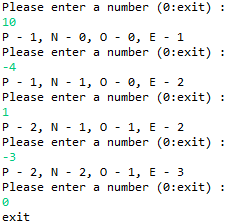 Please enter a number (0:exit) :
10
P - 1, N - 0, O - 0, E - 1
Please enter a number (0:exit) :
-4
P - 1, N - 1, O - 0, E - 2
Please enter a number (0:exit) :
1
P - 2, N - 1, O - 1, E - 2
Please enter a number (0:exit) :
-3
P - 2, N - 2, O - 1, E - 3
Please enter a number (0:exit) :
0
exit